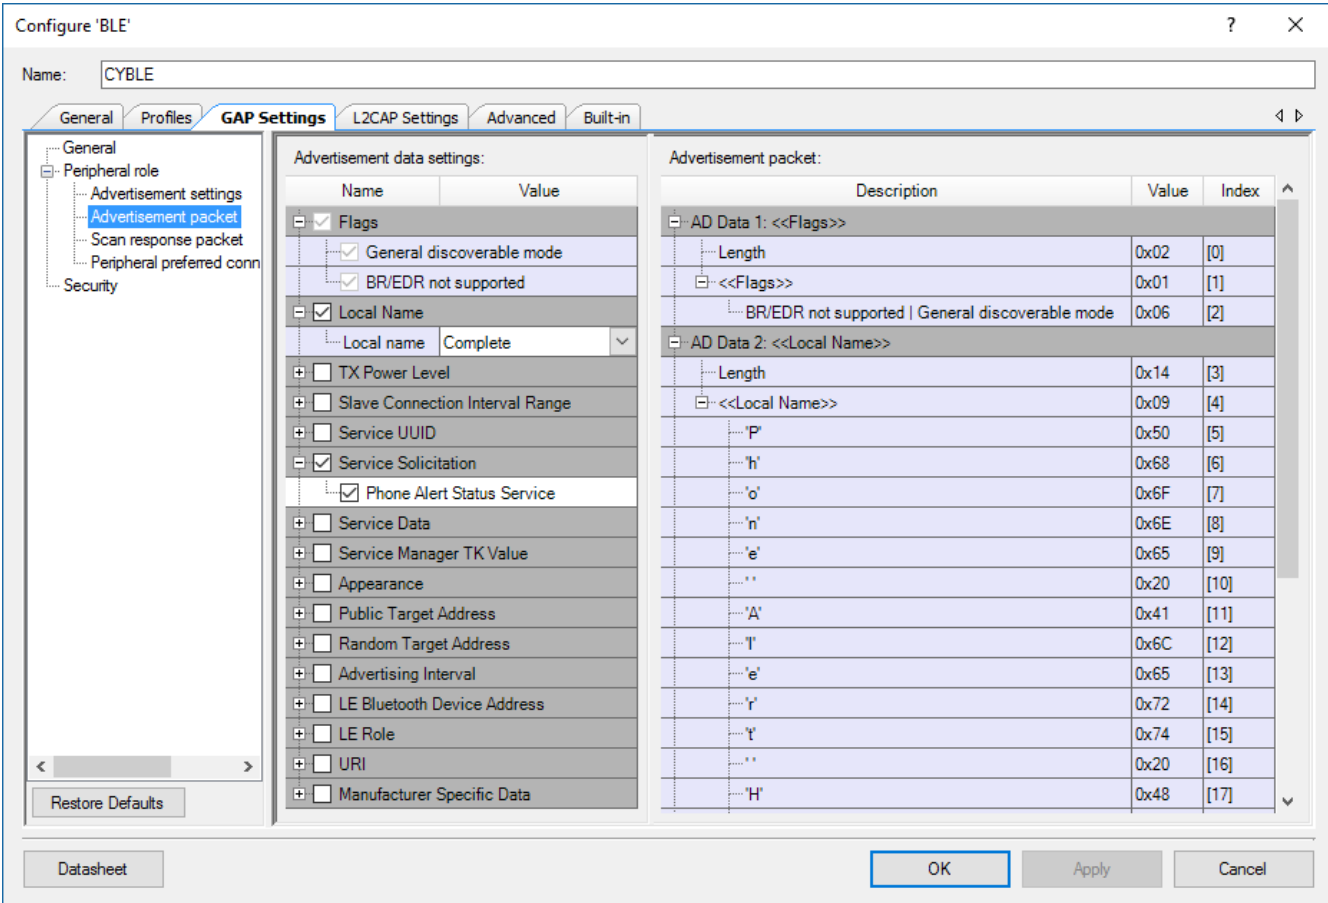 Configure 'BLE'
?
Name: CYBLE
General Profiles GAP Settings L2CAP Settings Advanced Built-in
General
Peripheral role
Advertisement settings
Advertisement packet
Scan response packet
Peripheral preferred conn
Security
Restore Defaults
Advertisement data settings:
Name Value
Flags
General discoverable mode
BR/EDR not supported
Local Name
Local name Complete
TX Power Level
Slave Connection Interval Range
Service UUID
Service Solicitation
Phone Alert Status Service
Service Data
Service Manager TK Value
Appearance
Public Target Address
Random Target Address
Advertising Interval
LE Bluetooth Device Address
LE Role
URI
Manufacturer Specific Data
Advertisement packet:
Description Value Index
AD Data 1: <<Flags>>
Length 0x02 [0]
<<Flags>> 0x01 [1]
BR/EDR not supported | General discoverable mode 0x06 [2]
AD Data 2: <<Local Name>>
Length 0x14 [3]
<<Local Name>> 0x09 [4]
'P' 0x50 [5]
'h' 0x68 [6]
'o' 0x6F [7]
'n' 0x6E [8]
'e' 0x65 [9]
' ' 0x20 [10]
'A' 0x41 [11]
'l' 0x6C [12]
'e' 0x65 [13]
'r' 0x72 [14]
't' 0x74 [15]
' ' 0x20 [16]
'H' 0x48 [17]
Datasheet OK Apply Cancel